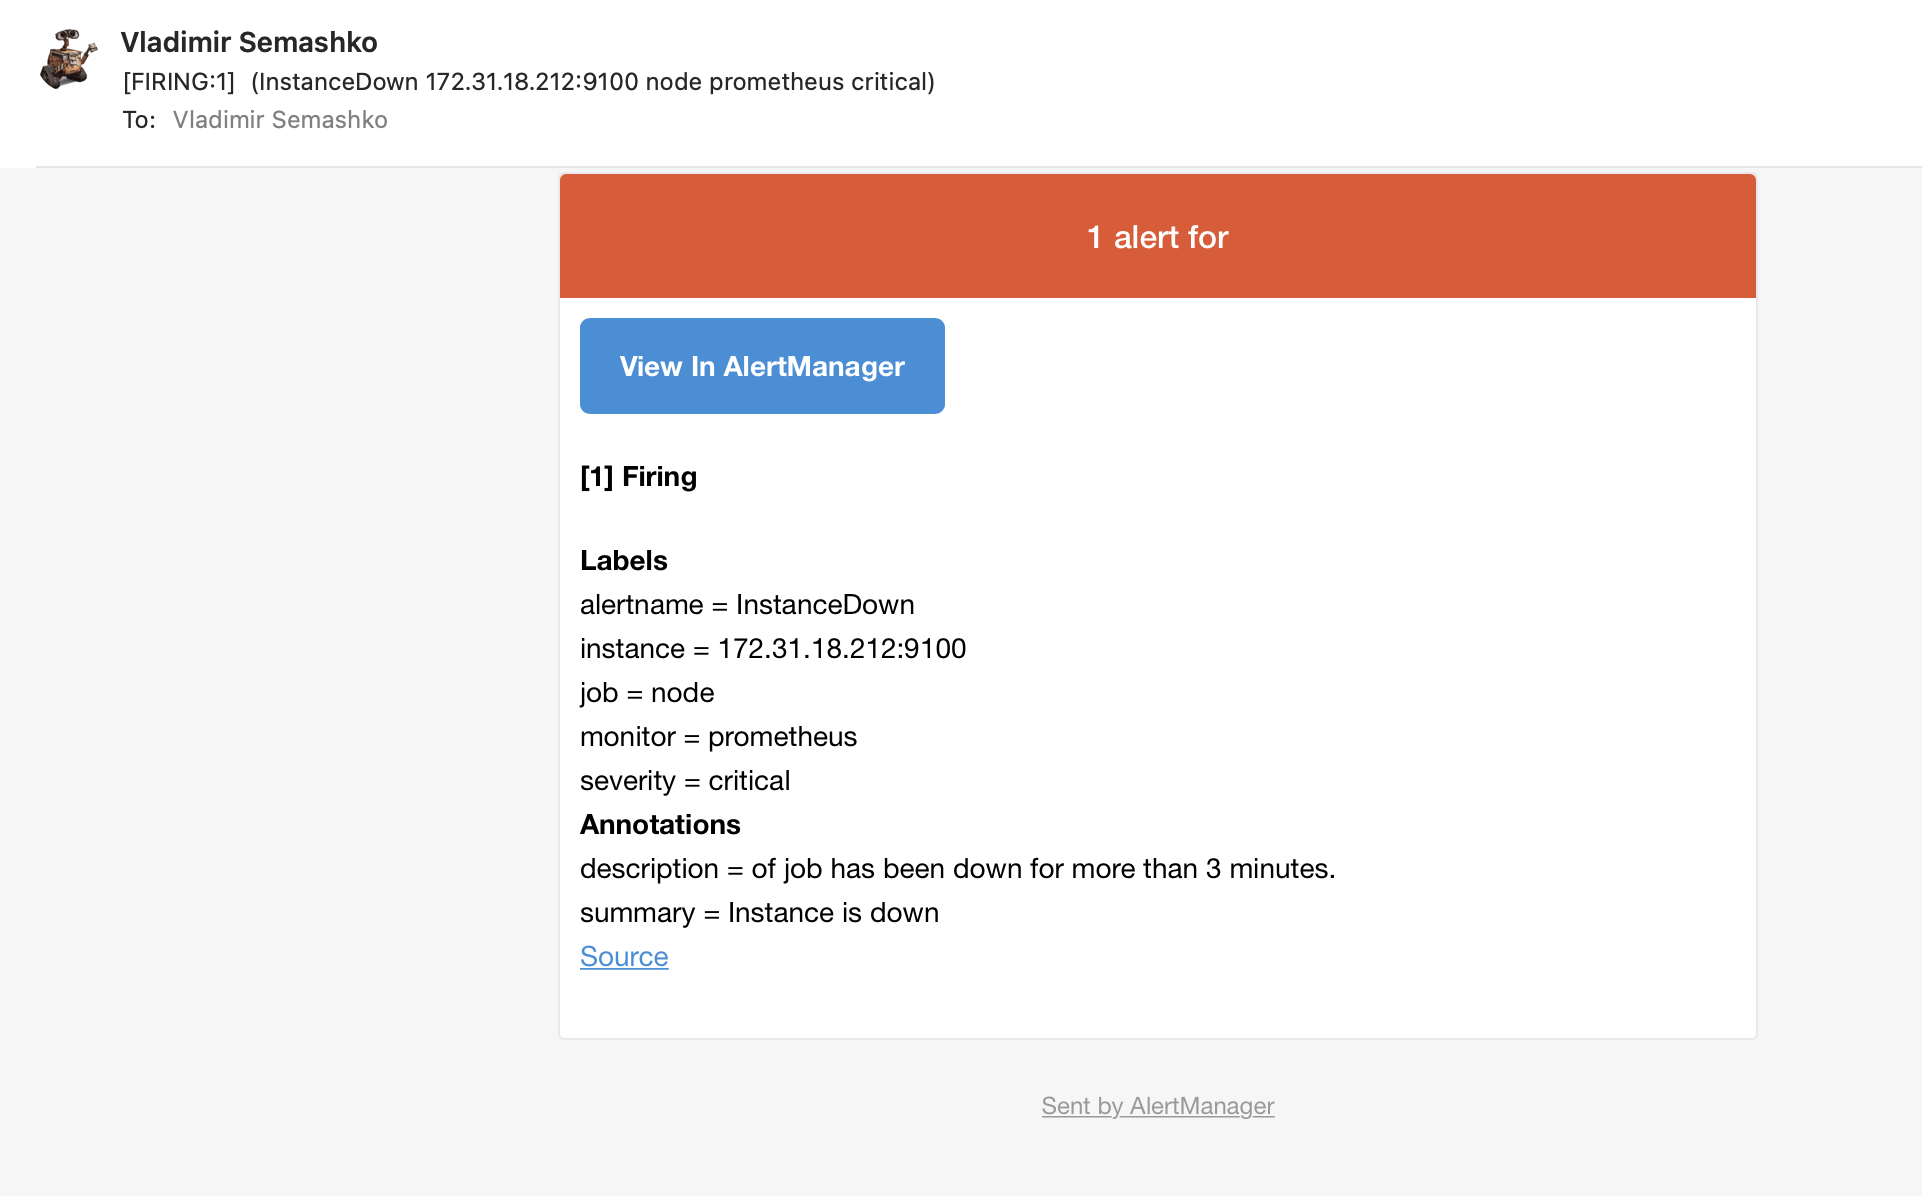 Vladimir Semashko
[FIRING:1] (InstanceDown 172.31.18.212:9100 node prometheus critical)
To: Vladimir Semashko
1 alert for
View In AlertManager
[1] Firing
Labels
alertname = InstanceDown
instance = 172.31.18.212:9100
job = node
monitor = prometheus
severity = critical
Annotations
description = of job has been down for more than 3 minutes.
summary = Instance is down
Source
Sent by AlertManager